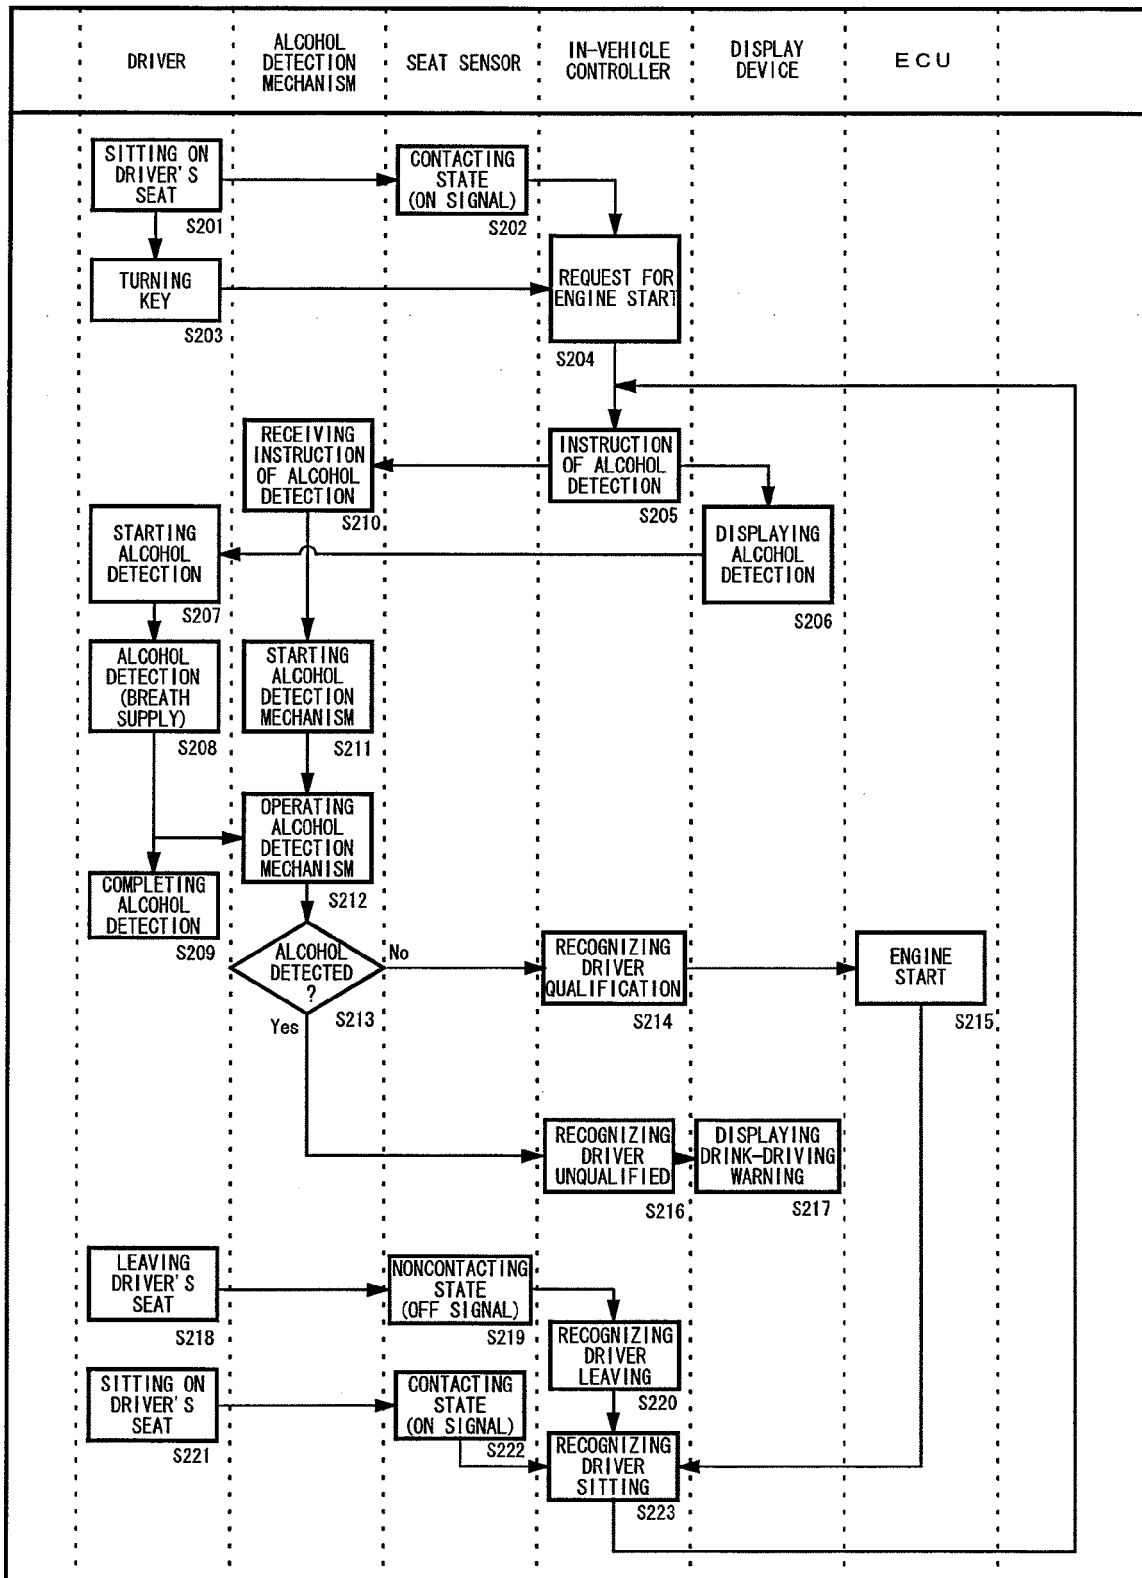 DRIVER
ALCOHOL
DETECTION
MECHANISM
SEAT SENSOR
IN-VEHICLE
CONTROLLER
DISPLAY
DEVICE
ECU
SITTING ON
DRIVER'S
SEAT
S201
CONTACTING
STATE
(ON SIGNAL)
S202
TURNING
KEY
S203
REQUEST FOR
ENGINE START
S204
INSTRUCTION
OF ALCOHOL
DETECTION
S205
RECEIVING
INSTRUCTION
OF ALCOHOL
DETECTION
S210
DISPLAYING
ALCOHOL
DETECTION
S206
STARTING
ALCOHOL
DETECTION
S207
ALCOHOL
DETECTION
(BREATH
SUPPLY)
S208
STARTING
ALCOHOL
DETECTION
MECHANISM
S211
OPERATING
ALCOHOL
DETECTION
MECHANISM
S212
COMPLETING
ALCOHOL
DETECTION
S209
ALCOHOL
DETECTED
?
S213
No
Yes
RECOGNIZING
DRIVER
QUALIFICATION
S214
ENGINE
START
S215
RECOGNIZING
DRIVER
UNQUALIFIED
S216
DISPLAYING
DRINK-DRIVING
WARNING
S217
LEAVING
DRIVER'S
SEAT
S218
NONCONTACTING
STATE
(OFF SIGNAL)
S219
RECOGNIZING
DRIVER
LEAVING
S220
SITTING ON
DRIVER'S
SEAT
S221
CONTACTING
STATE
(ON SIGNAL)
S222
RECOGNIZING
DRIVER
SITTING
S223